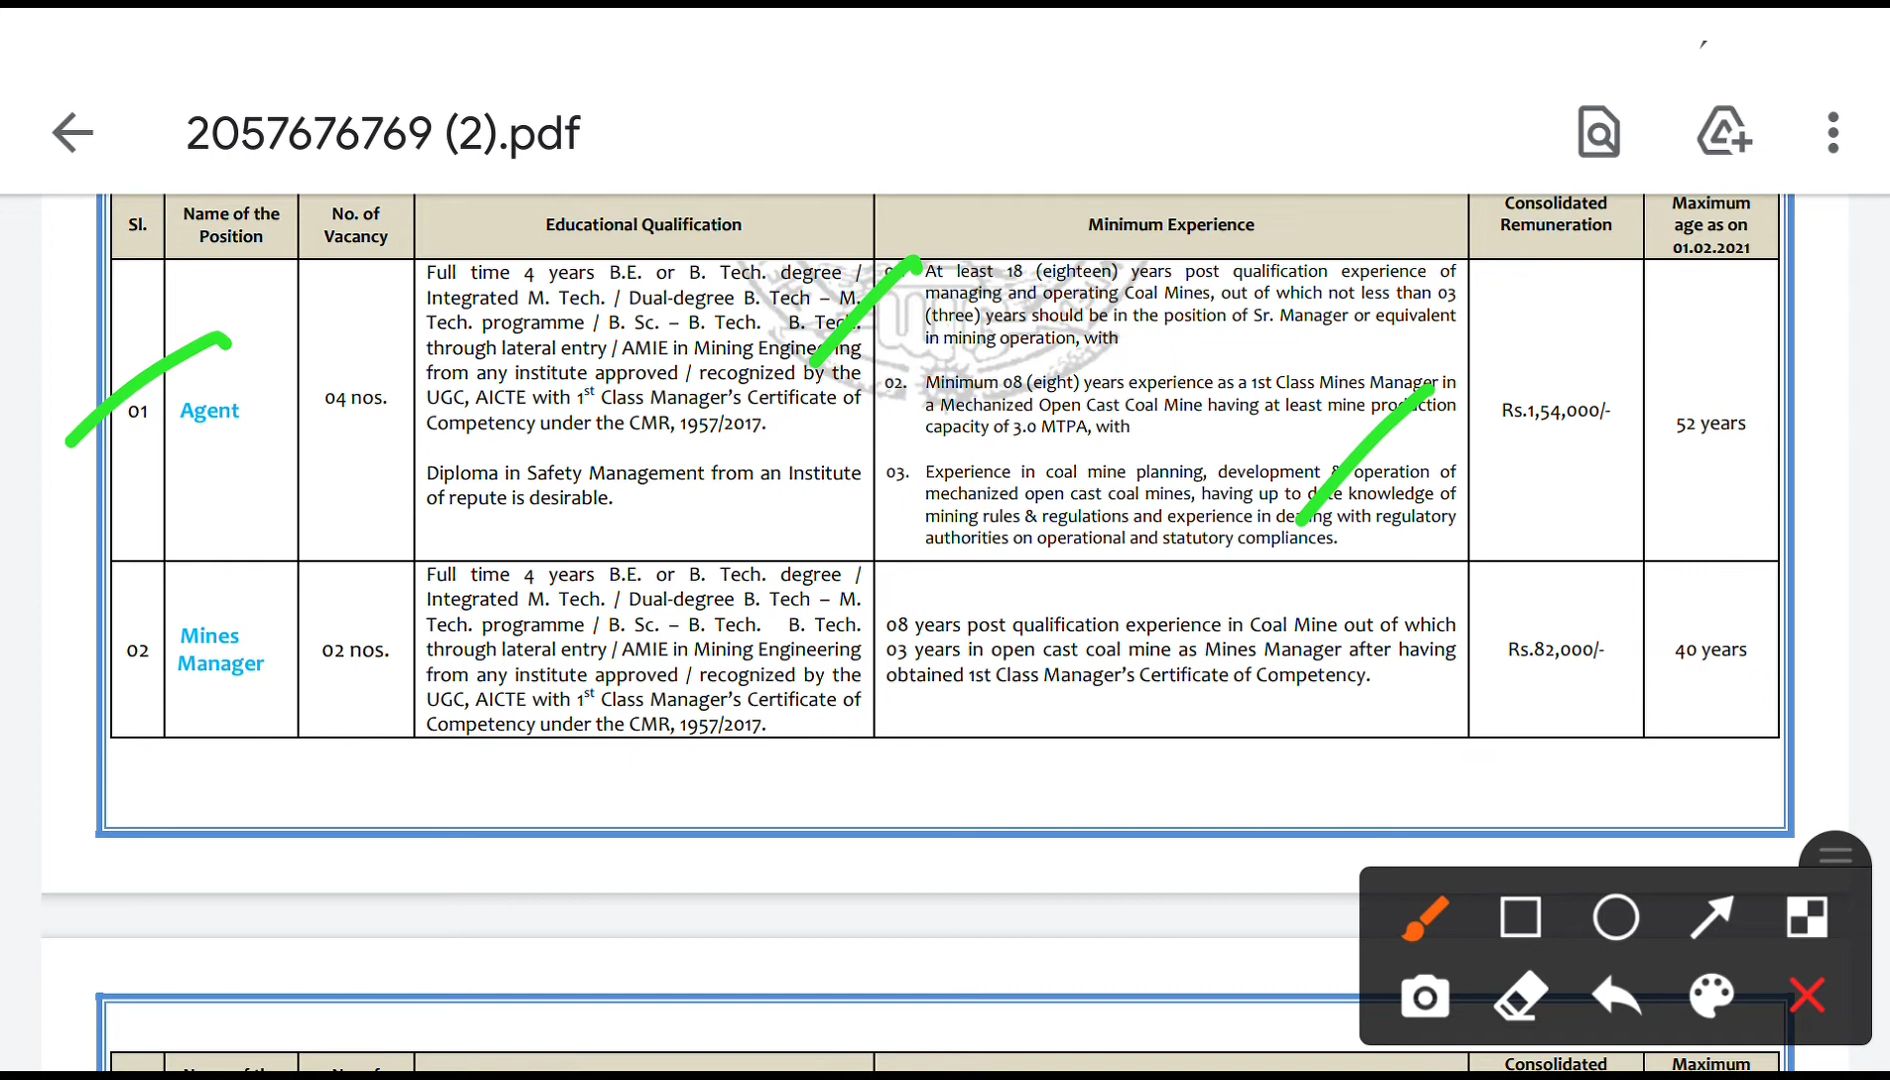 2057676769 (2).pdf
Sl.
Name of the
Position
No. of
Vacancy
Educational Qualification
Minimum Experience
Consolidated
Remuneration
Maximum
age as on
01.02.2021
01
Agent
04 nos.
Full time 4 years B.E. or B. Tech. degree /
Integrated M. Tech. / Dual-degree B. Tech – M.
Tech. programme / B. Sc. – B. Tech. B. Tech.
through lateral entry / AMIE in Mining Engineering
from any institute approved / recognized by the
UGC, AICTE with 1st Class Manager's Certificate of
Competency under the CMR, 1957/2017.
Diploma in Safety Management from an Institute
of repute is desirable.
At least 18 (eighteen) years post qualification experience of
managing and operating Coal Mines, out of which not less than 03
(three) years should be in the position of Sr. Manager or equivalent
in mining operation, with
02. Minimum 08 (eight) years experience as a 1st Class Mines Manager in
a Mechanized Open Cast Coal Mine having at least mine production
capacity of 3.0 MTPA, with
03. Experience in coal mine planning, development & operation of
mechanized open cast coal mines, having up to date knowledge of
mining rules & regulations and experience in dealing with regulatory
authorities on operational and statutory compliances.
Rs.1,54,000/-
52 years
02
Mines
Manager
02 nos.
Full time 4 years B.E. or B. Tech. degree /
Integrated M. Tech. / Dual-degree B. Tech – M.
Tech. programme / B. Sc. – B. Tech. B. Tech.
through lateral entry / AMIE in Mining Engineering
from any institute approved / recognized by the
UGC, AICTE with 1st Class Manager's Certificate of
Competency under the CMR, 1957/2017.
08 years post qualification experience in Coal Mine out of which
03 years in open cast coal mine as Mines Manager after having
obtained 1st Class Manager's Certificate of Competency.
Rs.82,000/-
40 years
Consolidated
Maximum